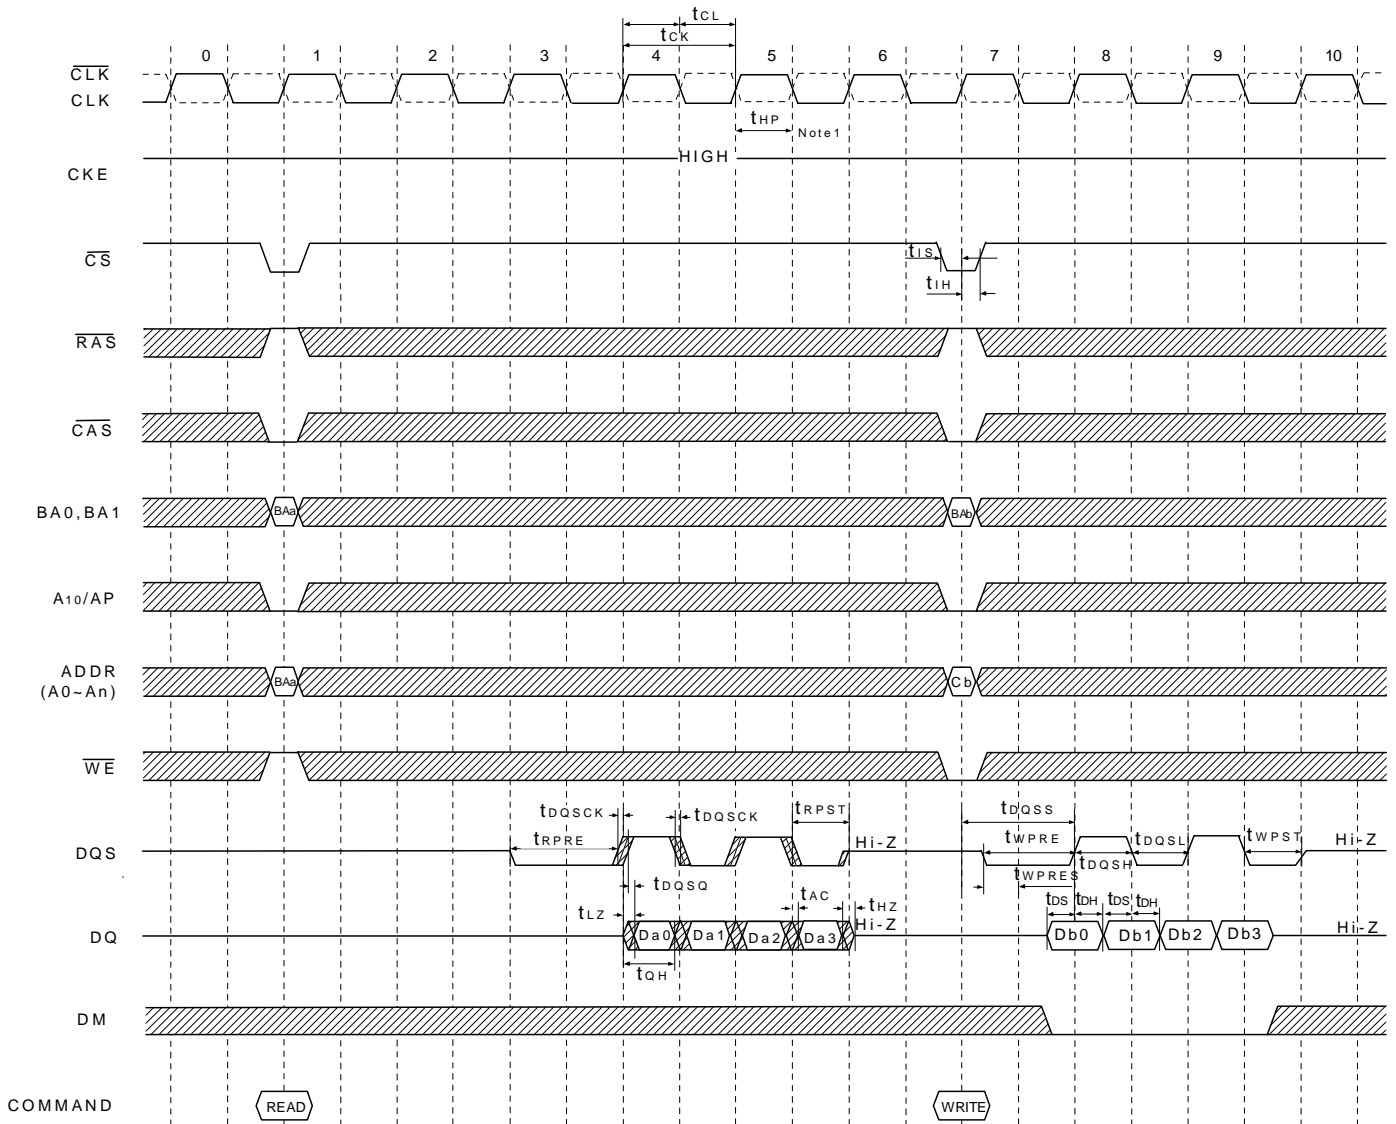 tCL
tCK
0 1 2 3 4 5 6 7 8 9 10
CLK
CLK
tHP Note1
HIGH
CKE
CS
tIS
tIH
RAS
CAS
BA0,BA1 BAa BAb
A10/AP
ADDR
(A0~An) BAa Cb
WE
tDQSCK tDQSCK tRPST tDQSS
tRPRE tWPRE tDQSL tWPST
DQS Hi-Z Hi-Z
tDQSH
tWPRES
tDQSQ tAC tHZ
tLZ tDS tDH tDS tDH
Hi-Z Hi-Z
DQ Da0 Da1 Da2 Da3 Db0 Db1 Db2 Db3
tQH
DM
COMMAND READ WRITE